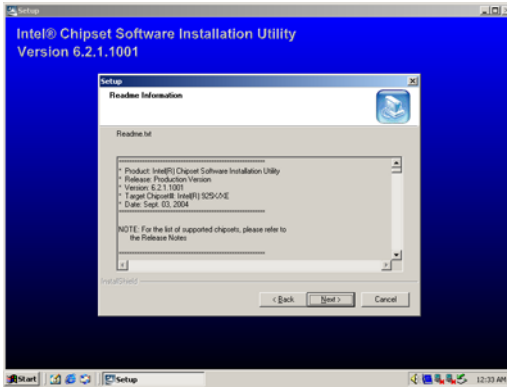 Setup
Intel® Chipset Software Installation Utility
Version 6.2.1.1001
Setup
Readme Information
Readme.txt
************************************************************
* Product: Intel(R) Chipset Software Installation Utility
* Release: Production Version
* Version: 6.2.1.1001
* Target Chipset#: Intel(R) 925X/XE
* Date: Sept. 03, 2004
************************************************************
NOTE: For the list of supported chipsets, please refer to
the Release Notes
************************************************************
InstallShield
< Back Next > Cancel
Start Setup 12:33 AM